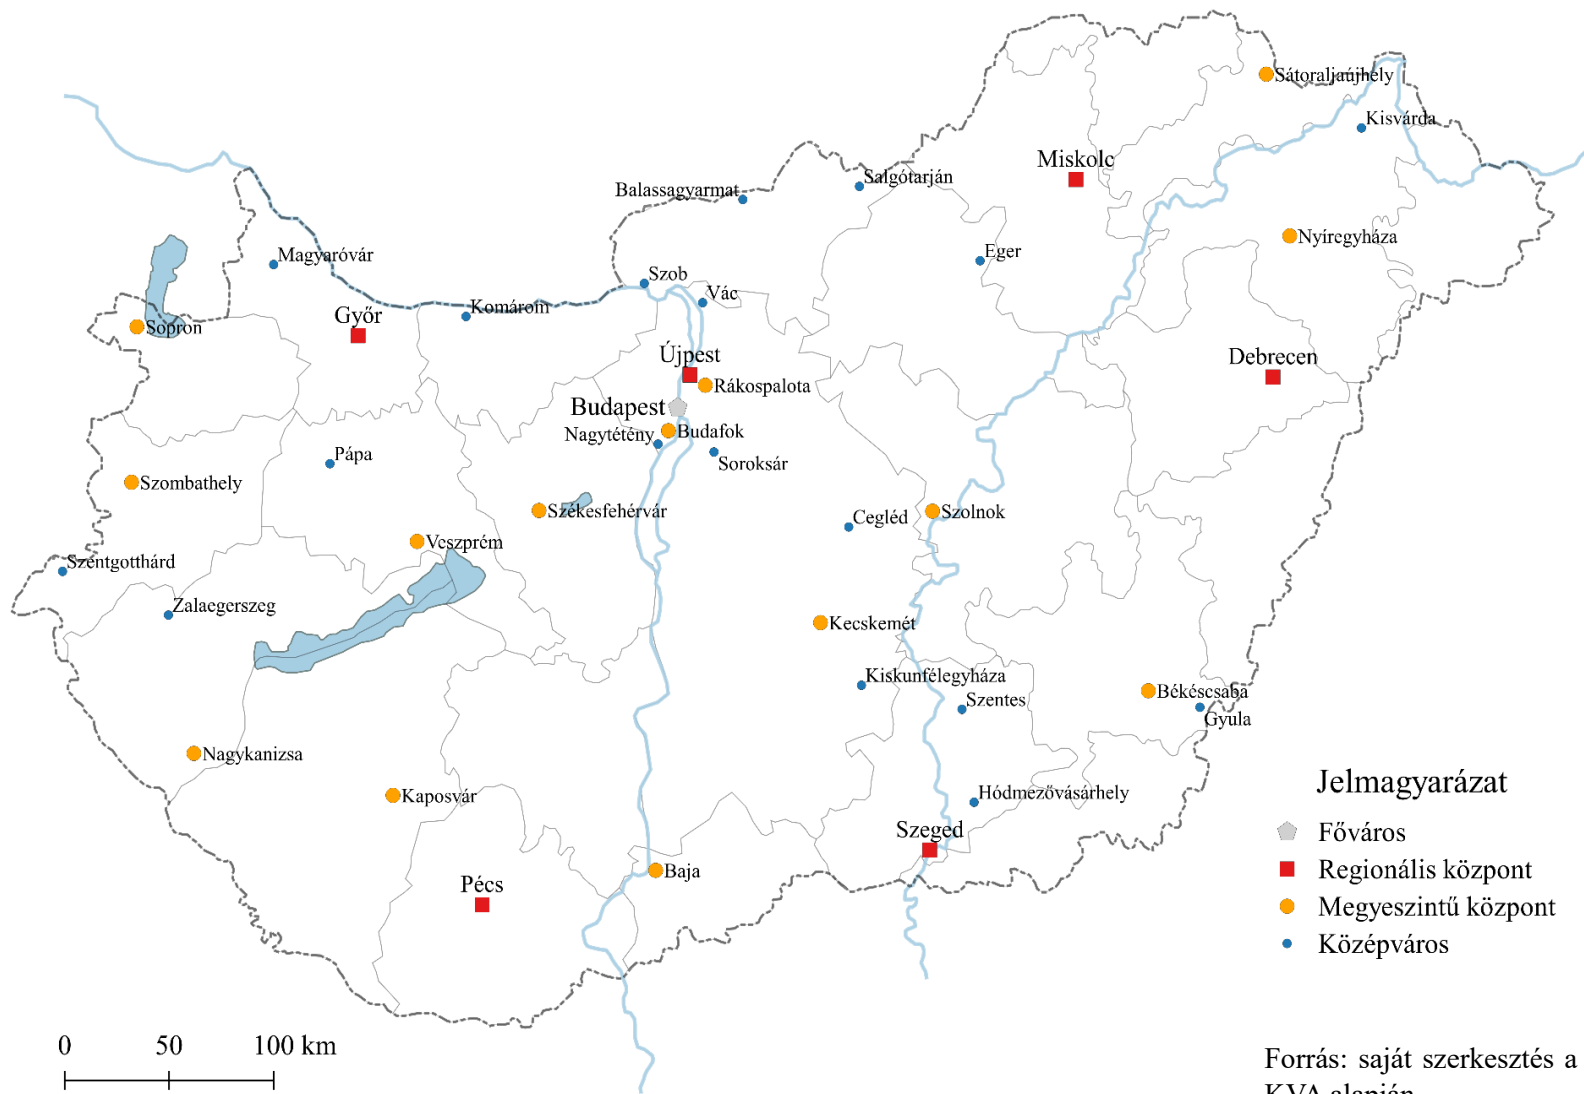 Sátoraljaújhely
Kisvárda
Miskolc
Salgótarján
Balassagyarmat
Nyíregyháza
Eger
Magyaróvár
Szob
Vác
Komárom
Győr
Sopron
Újpest
Debrecen
Rákospalota
Budapest
Budafok
Nagytétény
Soroksár
Pápa
Szombathely
Székesfehérvár
Cegléd
Szolnok
Veszprém
Szentgotthárd
Zalaegerszeg
Kecskemét
Kiskunfélegyháza
Szentes
Békéscsaba
Gyula
Nagykanizsa
Kaposvár
Hódmezővásárhely
Szeged
Baja
Pécs
Jelmagyarázat
Főváros
Regionális központ
Megyeszintű központ
Középváros
0 50 100 km
Forrás: saját szerkesztés a
KVA alapján